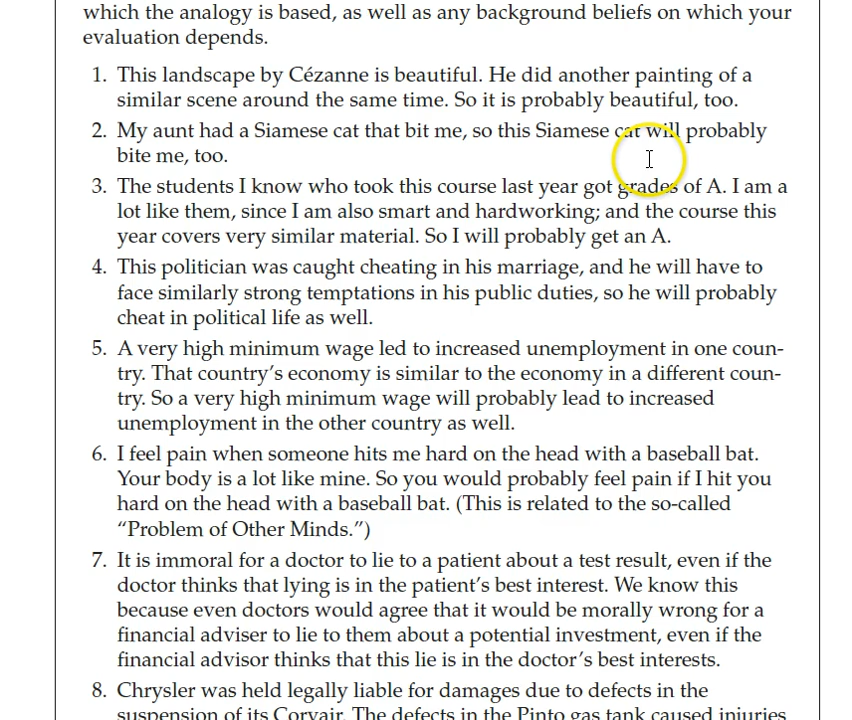 which the analogy is based, as well as any background beliefs on which your
evaluation depends.
1. This landscape by Cézanne is beautiful. He did another painting of a
similar scene around the same time. So it is probably beautiful, too.
2. My aunt had a Siamese cat that bit me, so this Siamese cat will probably
bite me, too.
3. The students I know who took this course last year got grades of A. I am a
lot like them, since I am also smart and hardworking; and the course this
year covers very similar material. So I will probably get an A.
4. This politician was caught cheating in his marriage, and he will have to
face similarly strong temptations in his public duties, so he will probably
cheat in political life as well.
5. A very high minimum wage led to increased unemployment in one coun-
try. That country's economy is similar to the economy in a different coun-
try. So a very high minimum wage will probably lead to increased
unemployment in the other country as well.
6. I feel pain when someone hits me hard on the head with a baseball bat.
Your body is a lot like mine. So you would probably feel pain if I hit you
hard on the head with a baseball bat. (This is related to the so-called
“Problem of Other Minds.”)
7. It is immoral for a doctor to lie to a patient about a test result, even if the
doctor thinks that lying is in the patient's best interest. We know this
because even doctors would agree that it would be morally wrong for a
financial adviser to lie to them about a potential investment, even if the
financial advisor thinks that this lie is in the doctor's best interests.
8. Chrysler was held legally liable for damages due to defects in the
suspension of its Corvair. The defects in the Pinto gas tank caused injuries